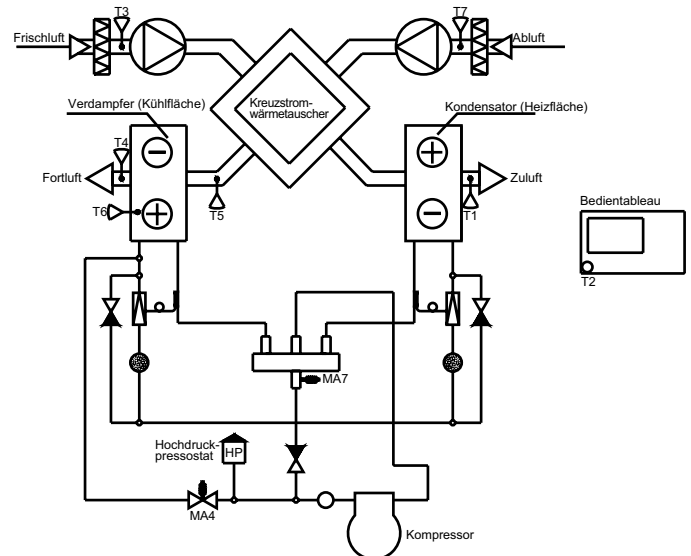 T3
T7
Frischluft
Abluft
Verdampfer (Kühlfläche)
Kreuzstrom-
wärmetauscher
Kondensator (Heizfläche)
T4
Fortluft
Zuluft
T6
T5
T1
Bedientableau
T2
MA7
Hochdruck-
pressostat
HP
MA4
Kompressor